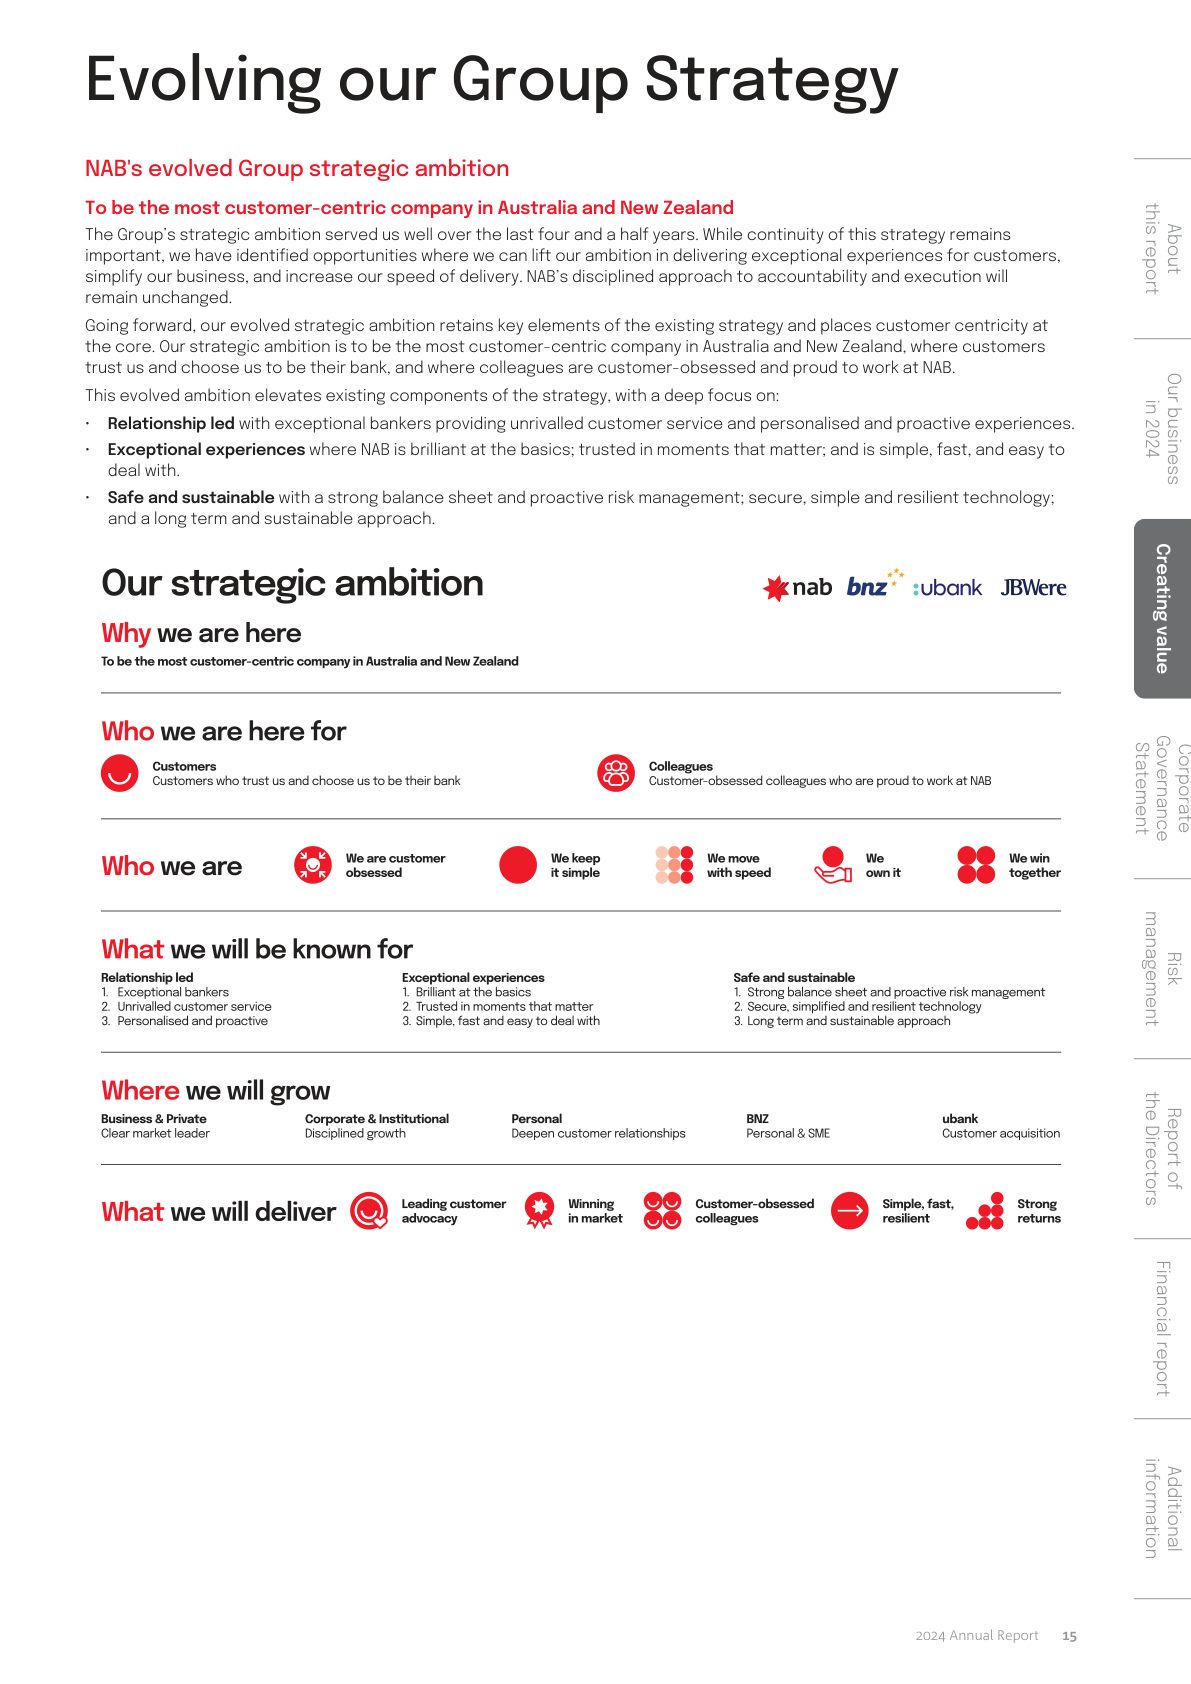 Evolving our Group Strategy
NAB's evolved Group strategic ambition
To be the most customer-centric company in Australia and New Zealand
The Group's strategic ambition served us well over the last four and a half years. While continuity of this strategy remains
important, we have identified opportunities where we can lift our ambition in delivering exceptional experiences for customers,
simplify our business, and increase our speed of delivery. NAB's disciplined approach to accountability and execution will
remain unchanged.
Going forward, our evolved strategic ambition retains key elements of the existing strategy and places customer centricity at
the core. Our strategic ambition is to be the most customer-centric company in Australia and New Zealand, where customers
trust us and choose us to be their bank, and where colleagues are customer-obsessed and proud to work at NAB.
This evolved ambition elevates existing components of the strategy, with a deep focus on:
• Relationship led with exceptional bankers providing unrivalled customer service and personalised and proactive experiences.
• Exceptional experiences where NAB is brilliant at the basics; trusted in moments that matter; and is simple, fast, and easy to
deal with.
• Safe and sustainable with a strong balance sheet and proactive risk management; secure, simple and resilient technology;
and a long term and sustainable approach.
Our strategic ambition
nab bnz :ubank JBWere
Why we are here
To be the most customer-centric company in Australia and New Zealand
Who we are here for
Customers
Customers who trust us and choose us to be their bank
Colleagues
Customer-obsessed colleagues who are proud to work at NAB
Who we are
We are customer
obsessed
We keep
it simple
We move
with speed
We
own it
We win
together
What we will be known for
Relationship led
1. Exceptional bankers
2. Unrivalled customer service
3. Personalised and proactive
Exceptional experiences
1. Brilliant at the basics
2. Trusted in moments that matter
3. Simple, fast and easy to deal with
Safe and sustainable
1. Strong balance sheet and proactive risk management
2. Secure, simplified and resilient technology
3. Long term and sustainable approach
Where we will grow
Business & Private
Clear market leader
Corporate & Institutional
Disciplined growth
Personal
Deepen customer relationships
BNZ
Personal & SME
ubank
Customer acquisition
What we will deliver
Leading customer
advocacy
Winning
in market
Customer-obsessed
colleagues
Simple, fast,
resilient
Strong
returns
About
this report
Our business
in 2024
Creating value
Corporate
Governance
Statement
Risk
management
Report of
the Directors
Financial report
Additional
information
2024 Annual Report 15